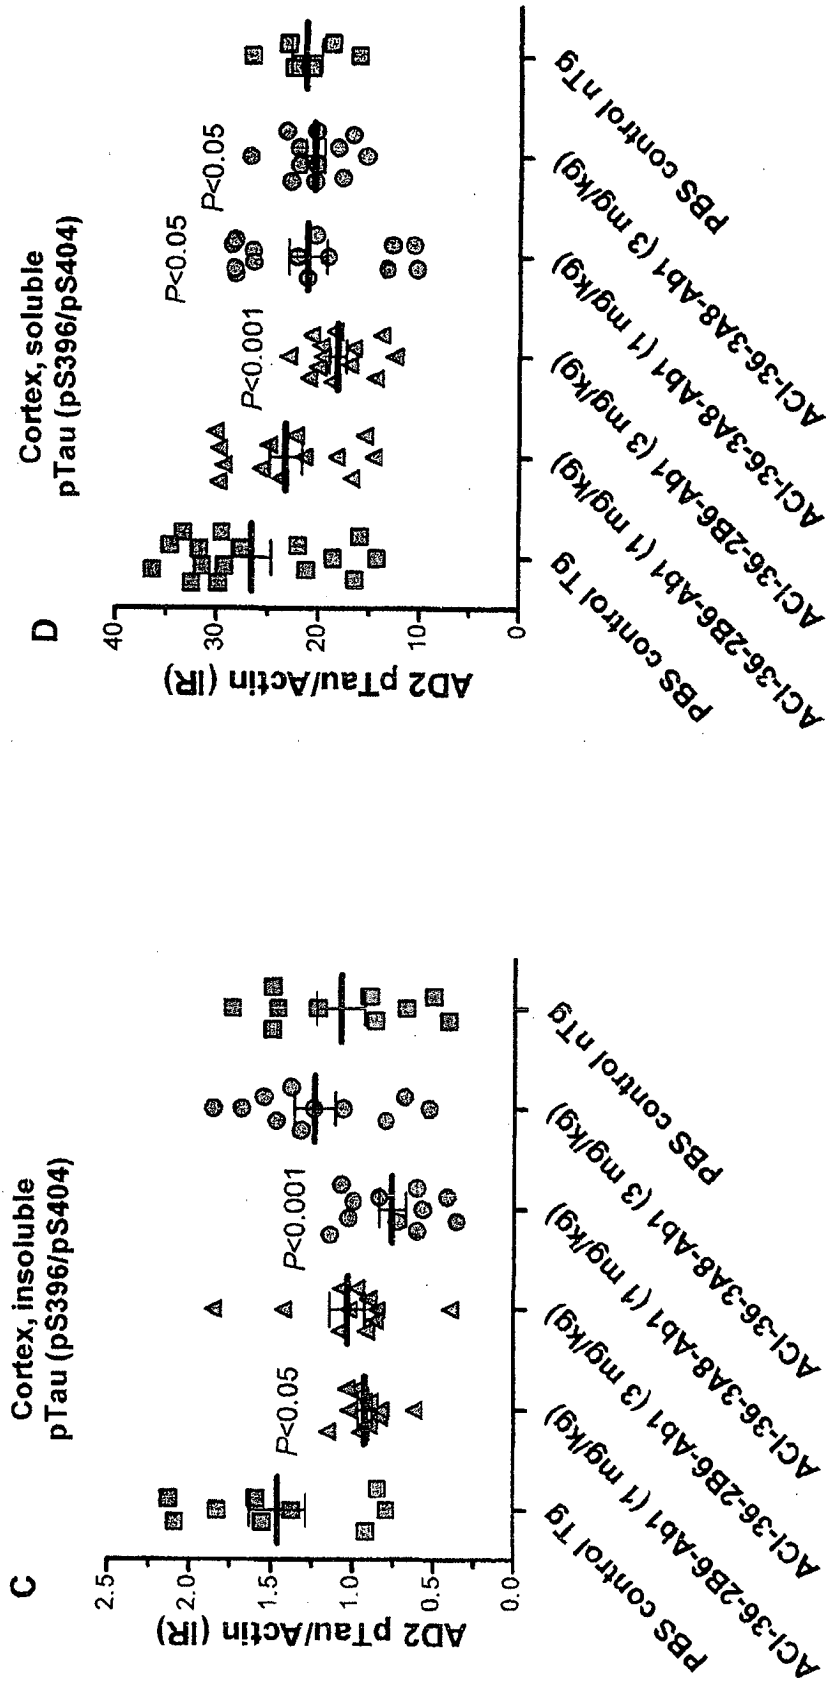 C
Cortex, insoluble
pTau (pS396/pS404)
AD2 pTau/Actin (IR)
2.5
2.0
1.5
1.0
0.5
0.0
P<0.05
P<0.001
PBS control Tg
ACI-36-2B6-Ab1 (1 mg/kg)
ACI-36-2B6-Ab1 (3 mg/kg)
ACI-36-3A8-Ab1 (1 mg/kg)
ACI-36-3A8-Ab1 (3 mg/kg)
PBS control nTg
D
Cortex, soluble
pTau (pS396/pS404)
AD2 pTau/Actin (IR)
40
30
20
10
0
P<0.001
P<0.05
P<0.05
PBS control Tg
ACI-36-2B6-Ab1 (1 mg/kg)
ACI-36-2B6-Ab1 (3 mg/kg)
ACI-36-3A8-Ab1 (1 mg/kg)
ACI-36-3A8-Ab1 (3 mg/kg)
PBS control nTg